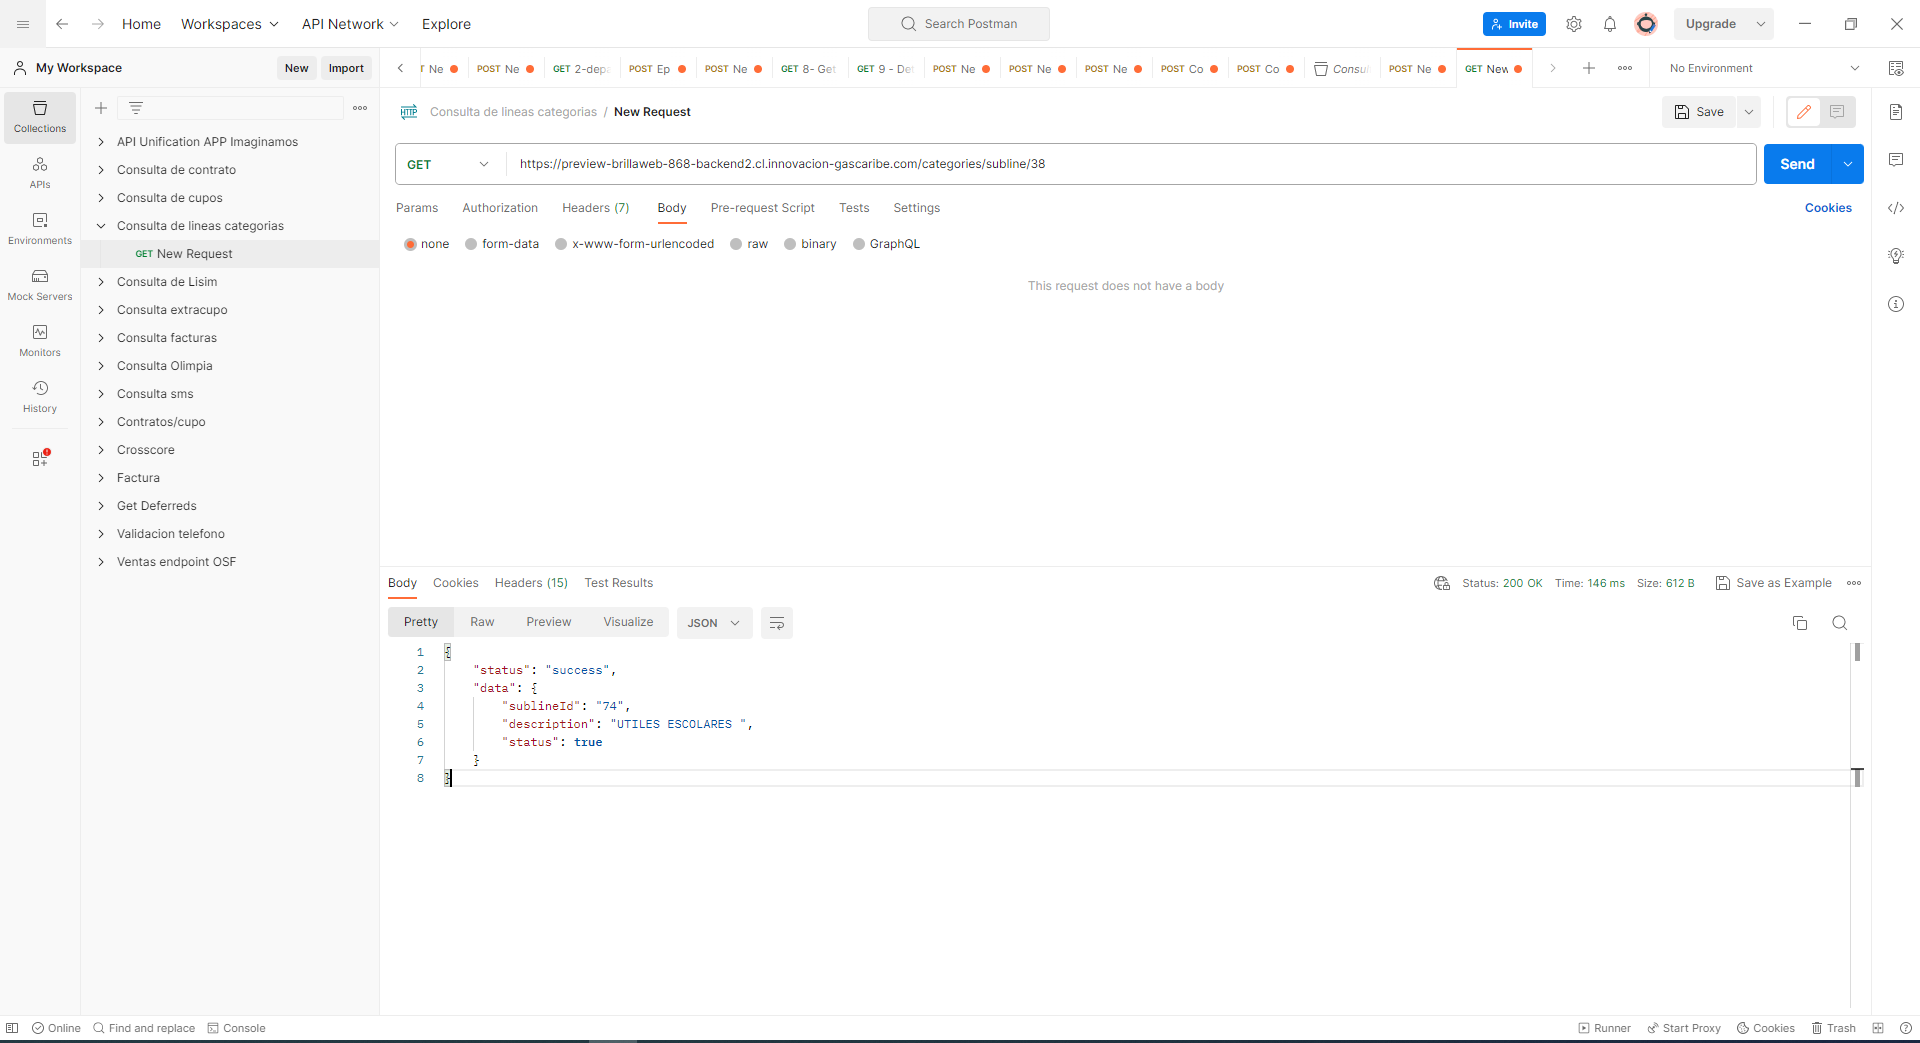 Home Workspaces API Network Explore Search Postman Invite Upgrade
My Workspace New Import
Ne POST Ne GET 2-depa POST Ep POST Ne GET 8- Get GET 9 - Det POST Ne POST Ne POST Ne POST Co POST Co Consul POST Ne GET New No Environment
Consulta de lineas categorias / New Request Save
GET https://preview-brillaweb-868-backend2.cl.innovacion-gascaribe.com/categories/subline/38 Send
Params Authorization Headers (7) Body Pre-request Script Tests Settings Cookies
none form-data x-www-form-urlencoded raw binary GraphQL
This request does not have a body
Collections
APIs
Environments
Mock Servers
Monitors
History
API Unification APP Imaginamos
Consulta de contrato
Consulta de cupos
Consulta de lineas categorias
GET New Request
Consulta de Lisim
Consulta extracupo
Consulta facturas
Consulta Olimpia
Consulta sms
Contratos/cupo
Crosscore
Factura
Get Deferreds
Validacion telefono
Ventas endpoint OSF
Body Cookies Headers (15) Test Results Status: 200 OK Time: 146 ms Size: 612 B Save as Example
Pretty Raw Preview Visualize JSON
1 {
2 "status": "success",
3 "data": {
4 "sublineId": "74",
5 "description": "UTILES ESCOLARES ",
6 "status": true
7 }
8 }
Online Find and replace Console Runner Start Proxy Cookies Trash